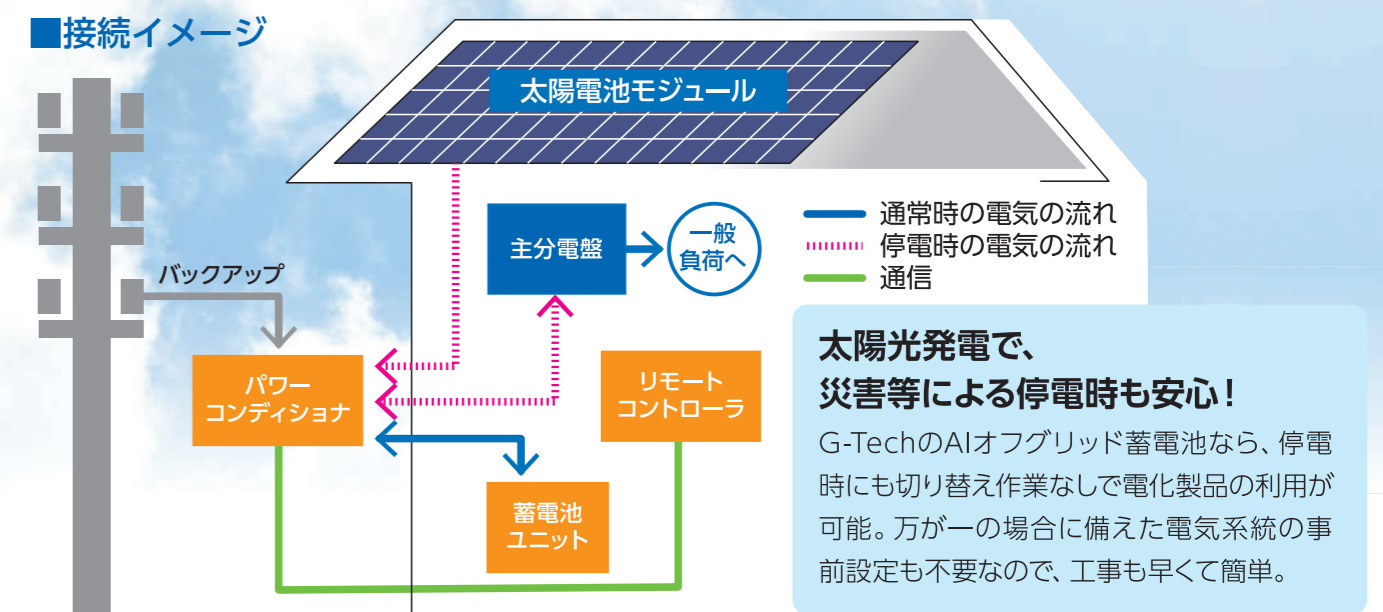 ■接続イメージ
太陽電池モジュール
通常時の電気の流れ
停電時の電気の流れ
通信
主分電盤
一般
負荷へ
バックアップ
パワー
コンディショナ
リモート
コントローラ
蓄電池
ユニット
太陽光発電で、
災害等による停電時も安心！
G-TechのAIオフグリッド蓄電池なら、停電
時にも切り替え作業なしで電化製品の利用が
可能。万が一の場合に備えた電気系統の事
前設定も不要なので、工事も早くて簡単。